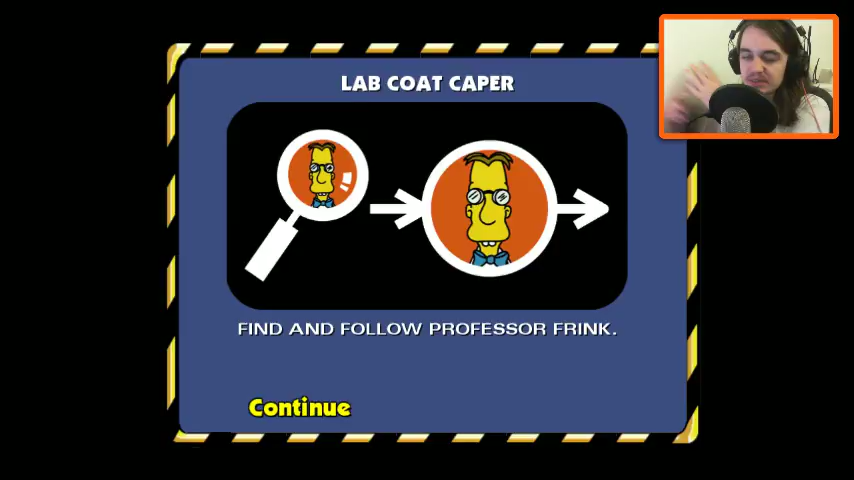 LAB COAT CAPER
FIND AND FOLLOW PROFESSOR FRINK.
Continue